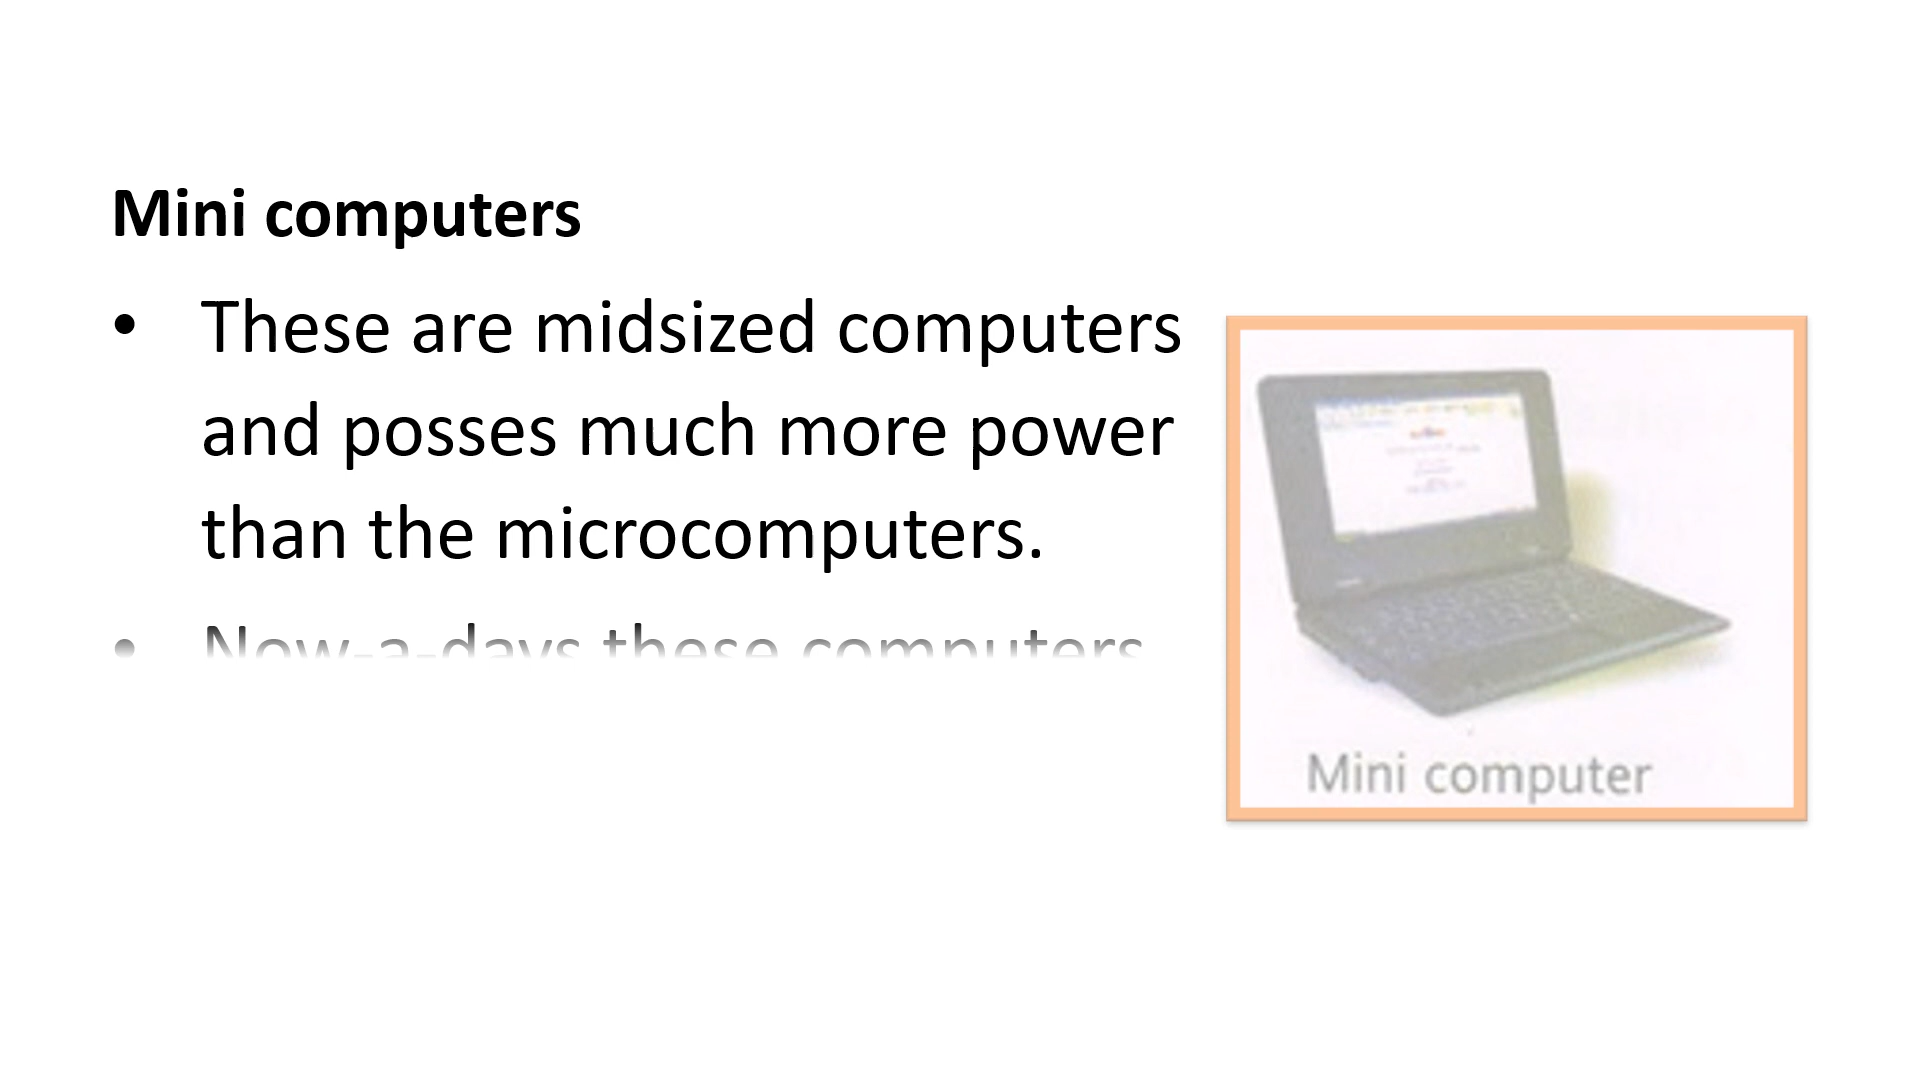 Mini computers
• These are midsized computers
and posses much more power
than the microcomputers.
• Now-a-days these computers
Mini computer